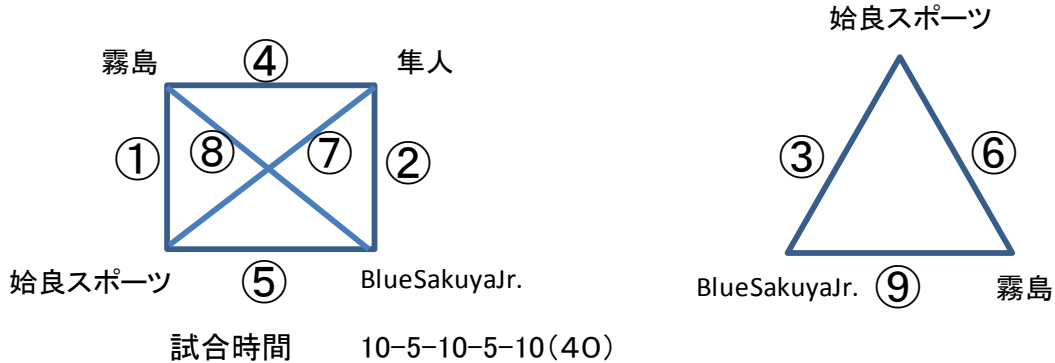 姶良スポーツ
霧島 ④ 隼人
① ⑧ ⑦ ②
③ ⑥
姶良スポーツ ⑤ BlueSakuyaJr.
BlueSakuyaJr. ⑨ 霧島
試合時間 10-5-10-5-10(40)